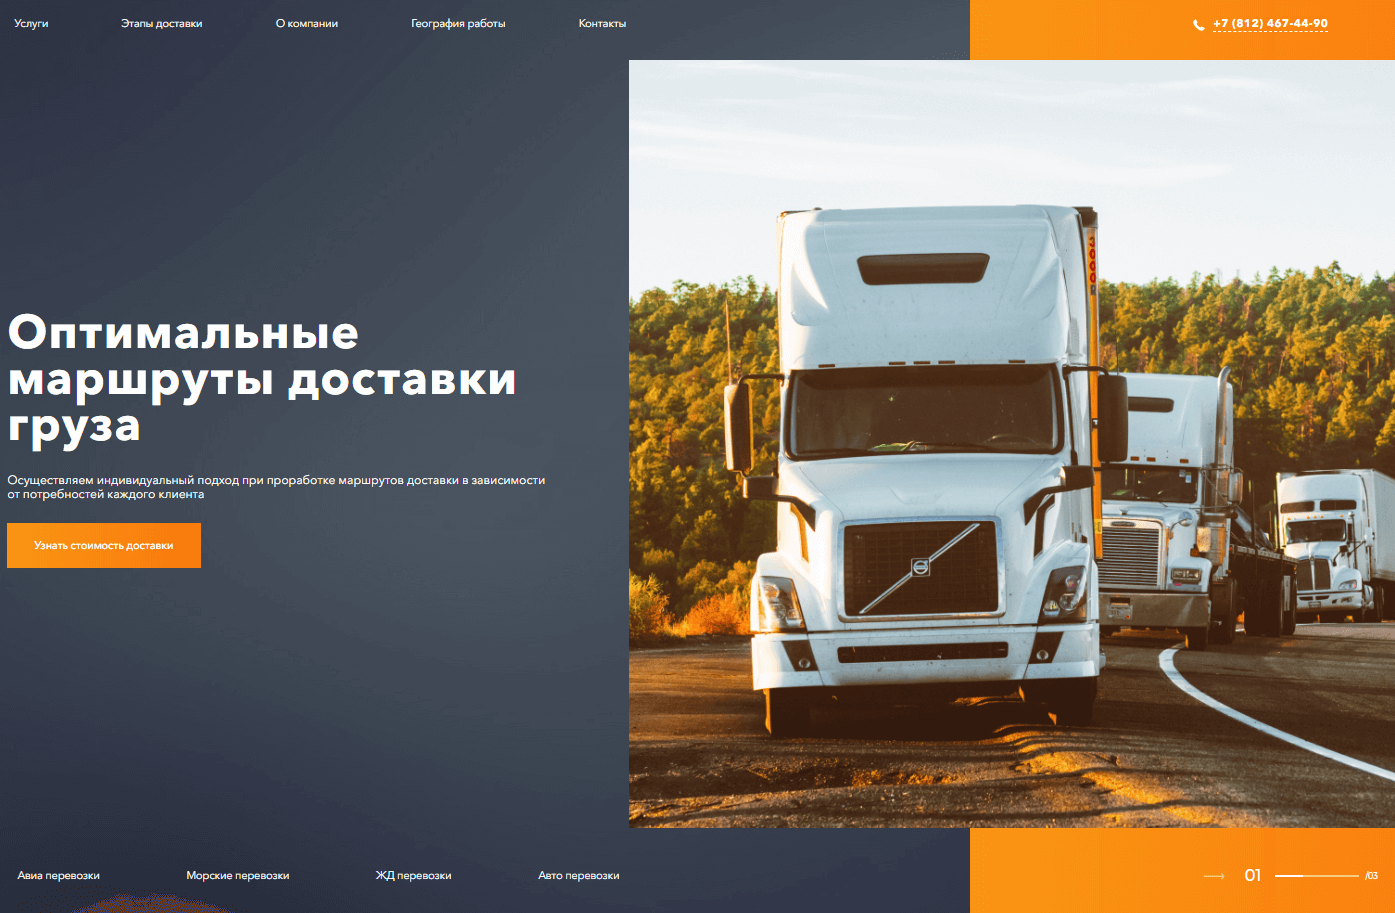 Услуги
Этапы доставки
О компании
География работы
Контакты
+7 (812) 467-44-90
Оптимальные
маршруты доставки
груза
Осуществляем индивидуальный подход при проработке маршрутов доставки в зависимости
от потребностей каждого клиента
Узнать стоимость доставки
Авиа перевозки
Морские перевозки
ЖД перевозки
Авто перевозки
01
/03